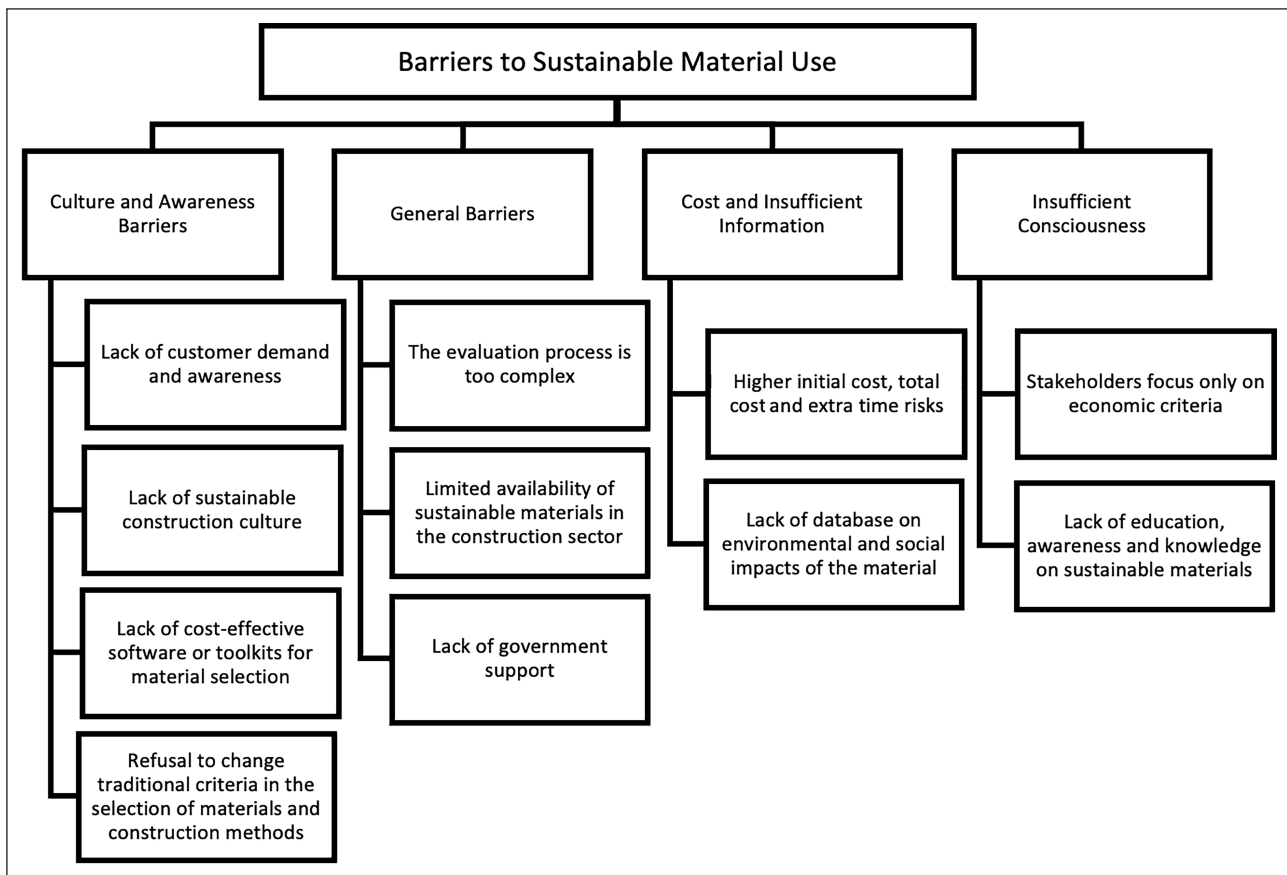 Barriers to Sustainable Material Use
Culture and Awareness
Barriers
General Barriers
Cost and Insufficient
Information
Insufficient
Consciousness
Lack of customer demand
and awareness
Lack of sustainable
construction culture
Lack of cost-effective
software or toolkits for
material selection
Refusal to change
traditional criteria in the
selection of materials and
construction methods
The evaluation process is
too complex
Limited availability of
sustainable materials in
the construction sector
Lack of government
support
Higher initial cost, total
cost and extra time risks
Lack of database on
environmental and social
impacts of the material
Stakeholders focus only on
economic criteria
Lack of education,
awareness and knowledge
on sustainable materials